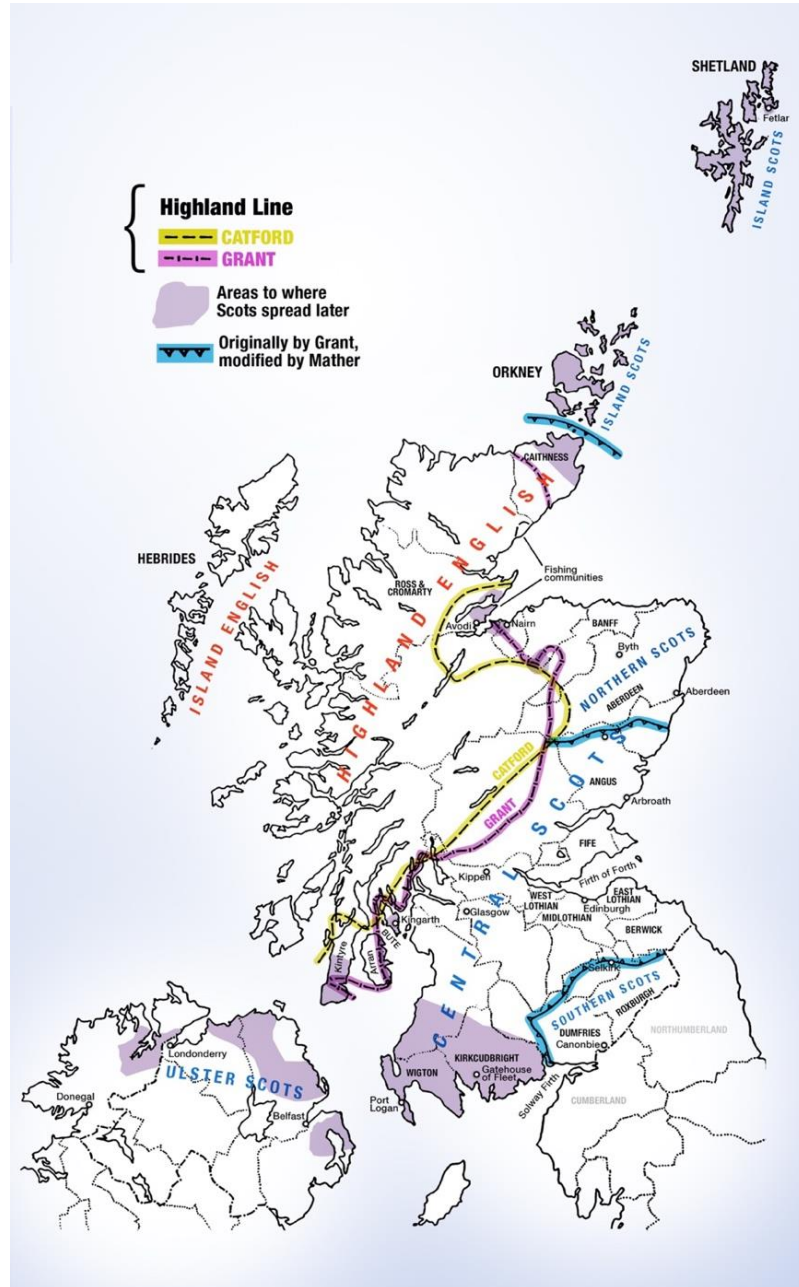 SHETLAND
Fetlar
ISLAND SCOTS
Highland Line
CATFORD
GRANT
Areas to where
Scots spread later
Originally by Grant,
modified by Mather
ORKNEY
ISLAND SCOTS
CAITHNESS
HIGHLAND ENGLISH
HEBRIDES
ISLAND ENGLISH
Fishing
communities
ROSS &
CROMARTY
Avodi
Nairn
BANFF
Byth
NORTHERN SCOTS
ABERDEEN
Aberdeen
CATFORD
GRANT
ANGUS
Arbroath
CENTRAL SCOTS
FIFE
Firth of Forth
Kippen
Glasgow
WEST
LOTHIAN
MIDLOTHIAN
EAST
LOTHIAN
Edinburgh
BERWICK
Kingarth
BUTE
Arran
Kintyre
Selkirk
SOUTHERN SCOTS
ROXBURGH
DUMFRIES
Canonbie
NORTHUMBERLAND
CUMBERLAND
Solway Firth
KIRKCUDBRIGHT
Gatehouse
of Fleet
WIGTON
Port
Logan
Londonderry
ULSTER SCOTS
Donegal
Belfast